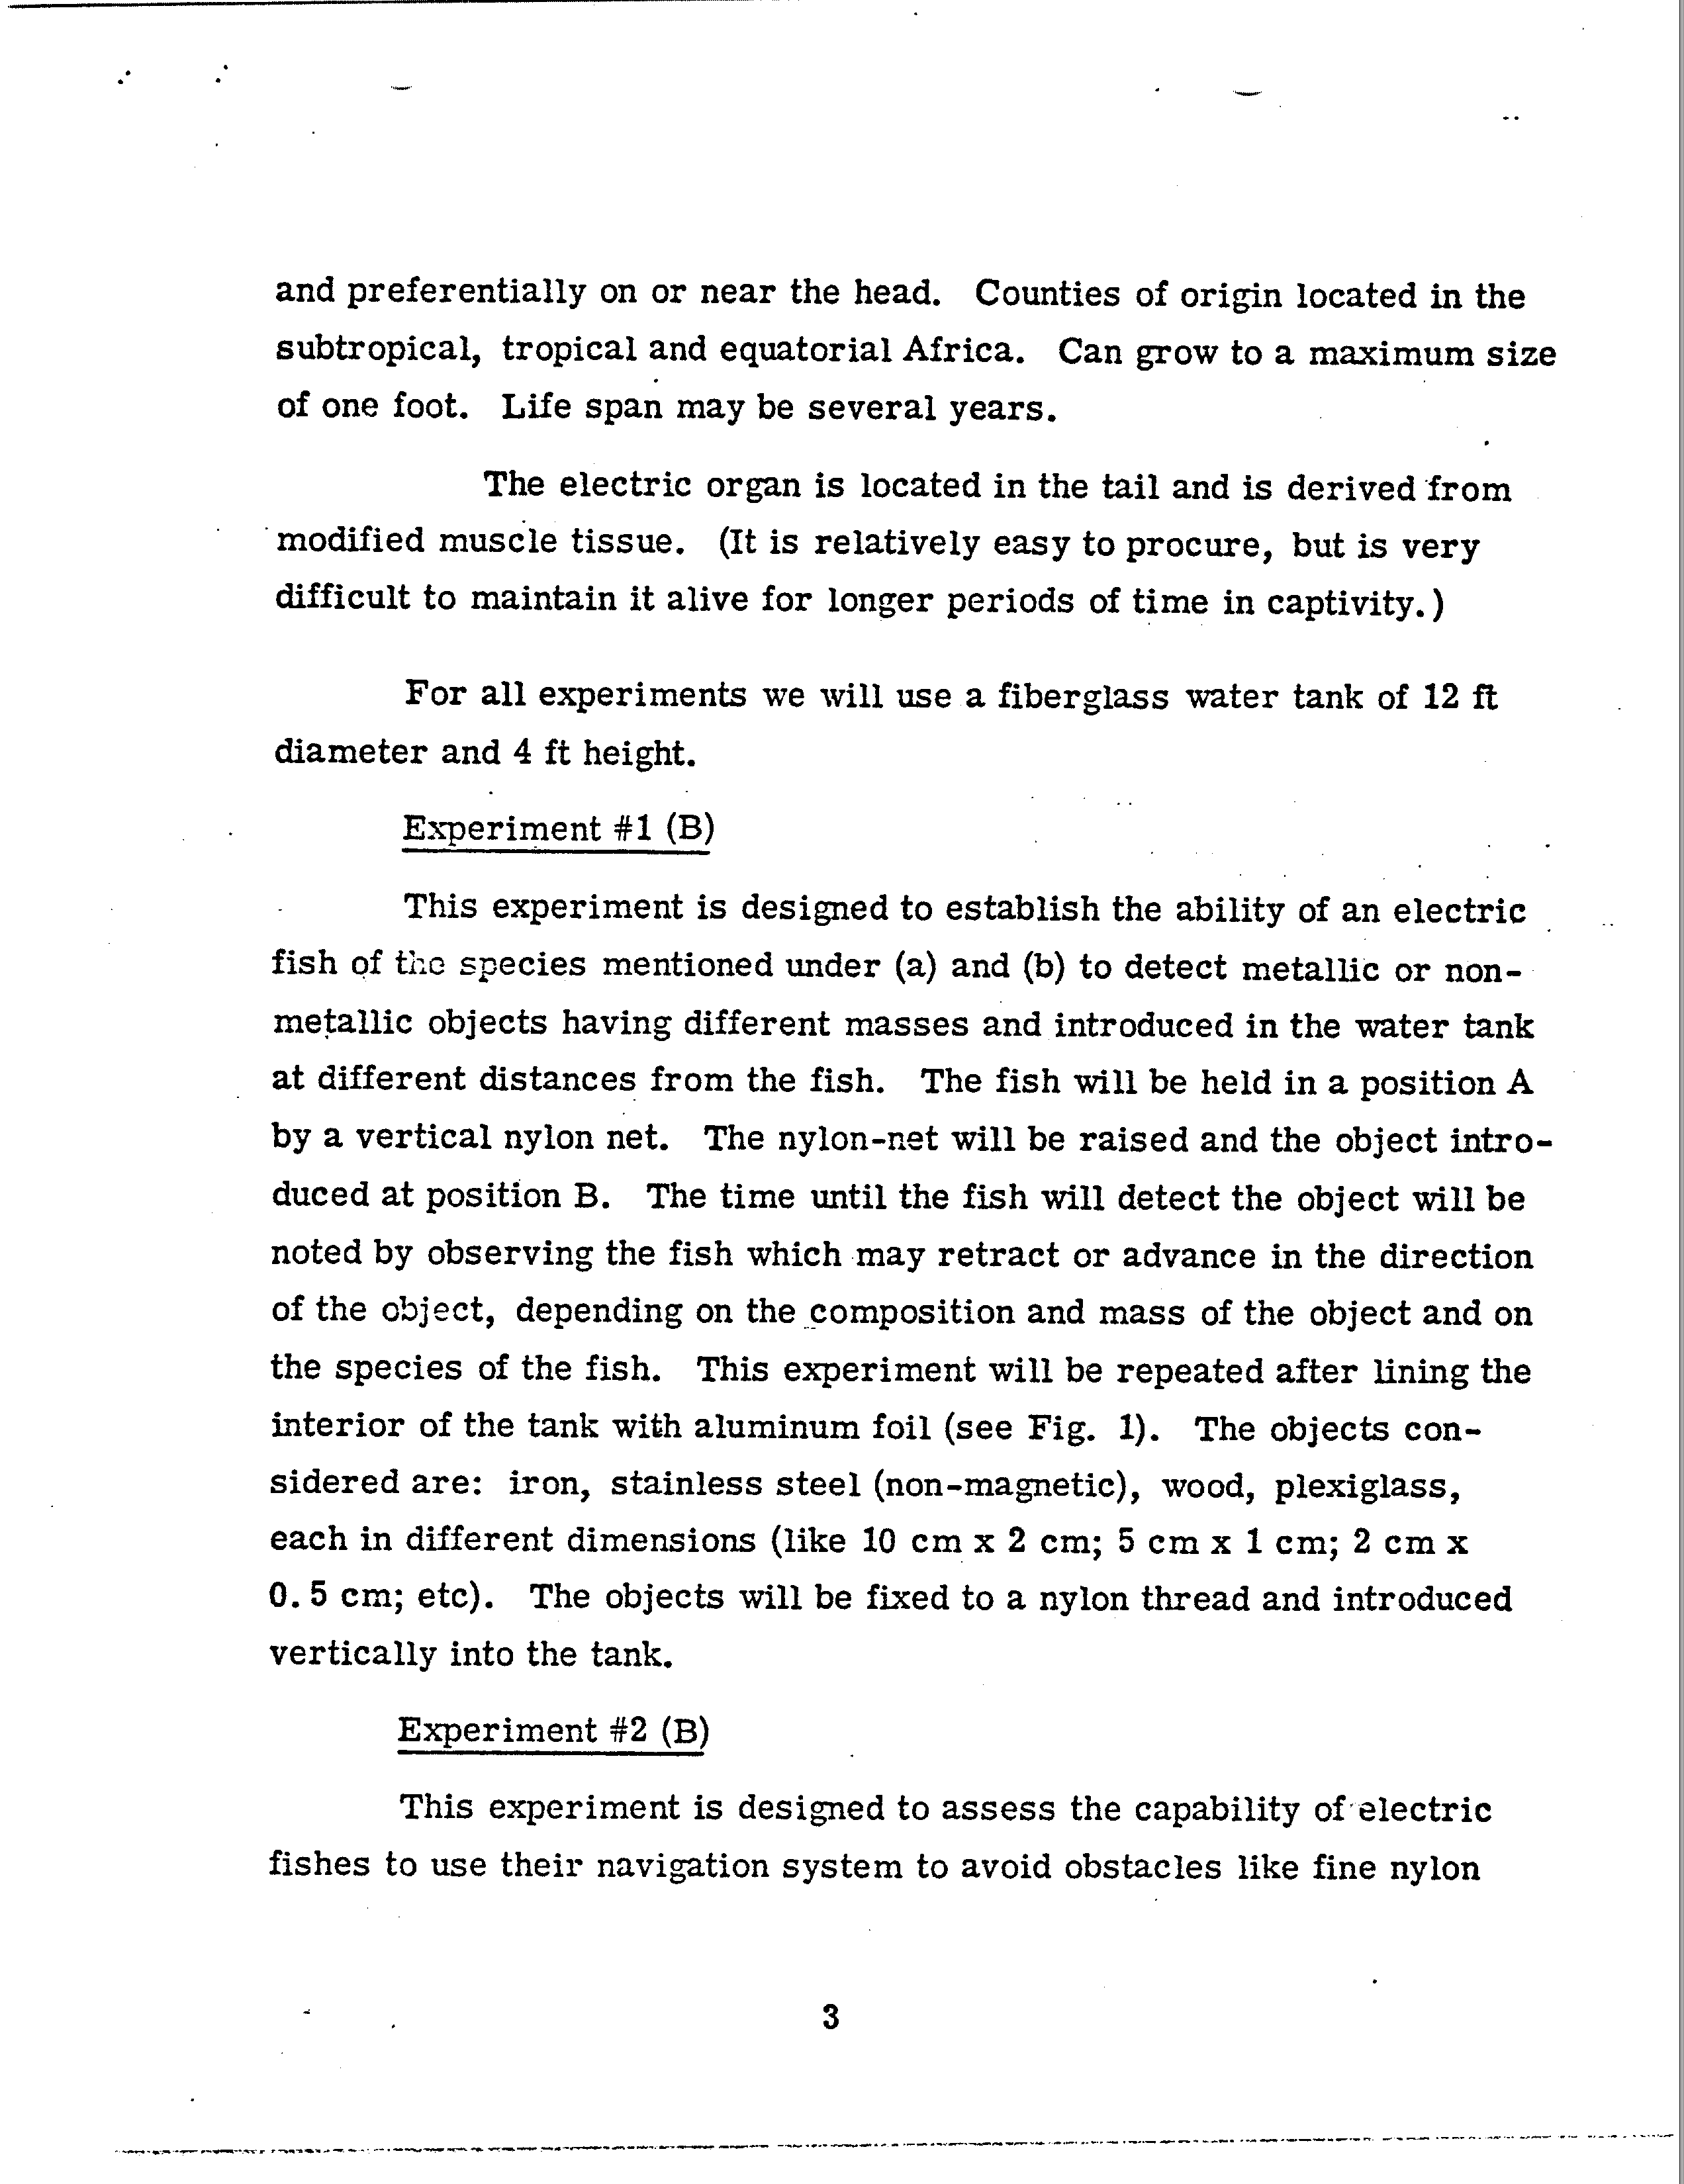 and preferentially on or near the head. Counties of origin located in the
subtropical, tropical and equatorial Africa. Can grow to a maximum size
of one foot. Life span may be several years.
The electric organ is located in the tail and is derived from
modified muscle tissue. (It is relatively easy to procure, but is very
difficult to maintain it alive for longer periods of time in captivity.)
For all experiments we will use a fiberglass water tank of 12 ft
diameter and 4 ft height.
Experiment #1 (B)
This experiment is designed to establish the ability of an electric
fish of the species mentioned under (a) and (b) to detect metallic or non-
metallic objects having different masses and introduced in the water tank
at different distances from the fish. The fish will be held in a position A
by a vertical nylon net. The nylon-net will be raised and the object intro-
duced at position B. The time until the fish will detect the object will be
noted by observing the fish which may retract or advance in the direction
of the object, depending on the composition and mass of the object and on
the species of the fish. This experiment will be repeated after lining the
interior of the tank with aluminum foil (see Fig. 1). The objects con-
sidered are: iron, stainless steel (non-magnetic), wood, plexiglass,
each in different dimensions (like 10 cm x 2 cm; 5 cm x 1 cm; 2 cm x
0.5 cm; etc). The objects will be fixed to a nylon thread and introduced
vertically into the tank.
Experiment #2 (B)
This experiment is designed to assess the capability of electric
fishes to use their navigation system to avoid obstacles like fine nylon
3